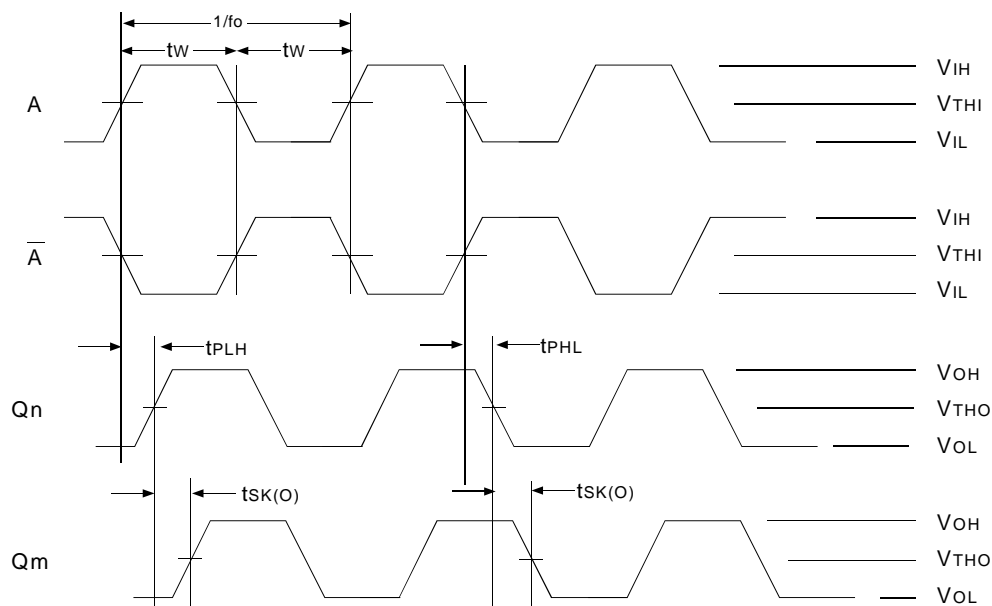 1/fo
tW tW
A
VIH
VTHI
VIL
A̅
VIH
VTHI
VIL
tPLH
tPHL
Qn
VOH
VTHO
VOL
tSK(O)
tSK(O)
Qm
VOH
VTHO
VOL